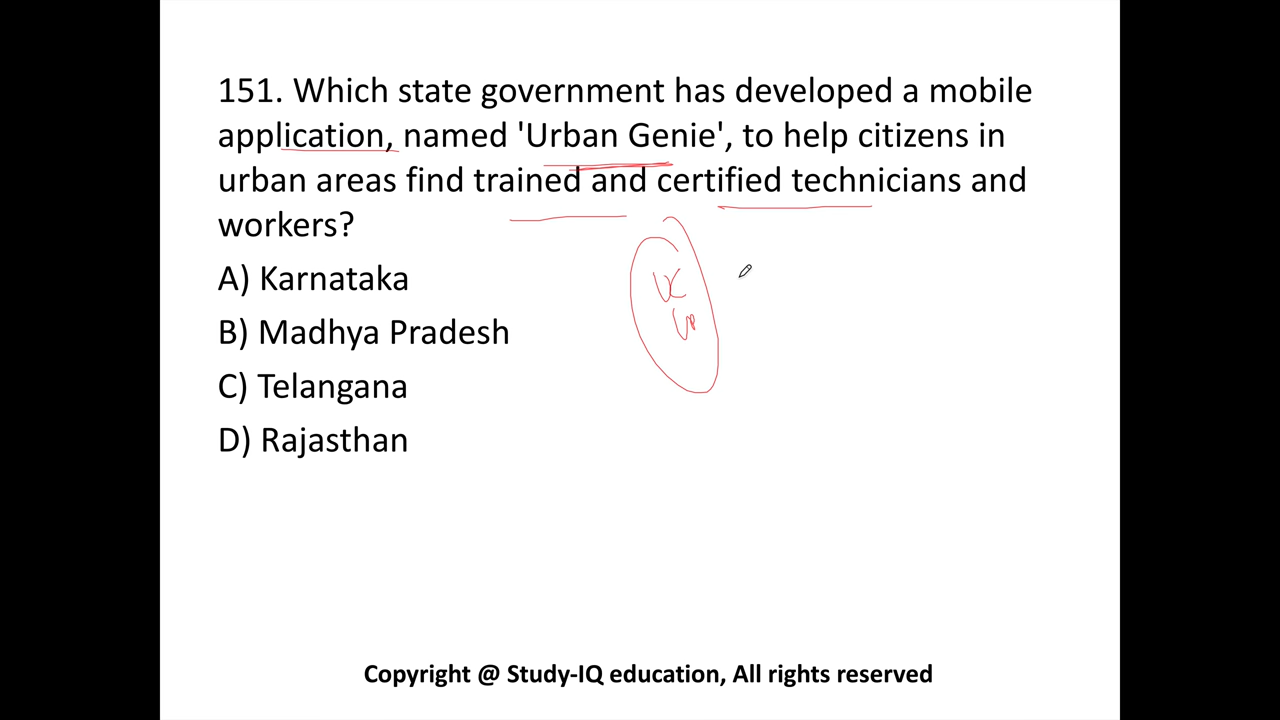 151. Which state government has developed a mobile
application, named 'Urban Genie', to help citizens in
urban areas find trained and certified technicians and
workers?
A) Karnataka
B) Madhya Pradesh
C) Telangana
D) Rajasthan
Copyright @ Study-IQ education, All rights reserved